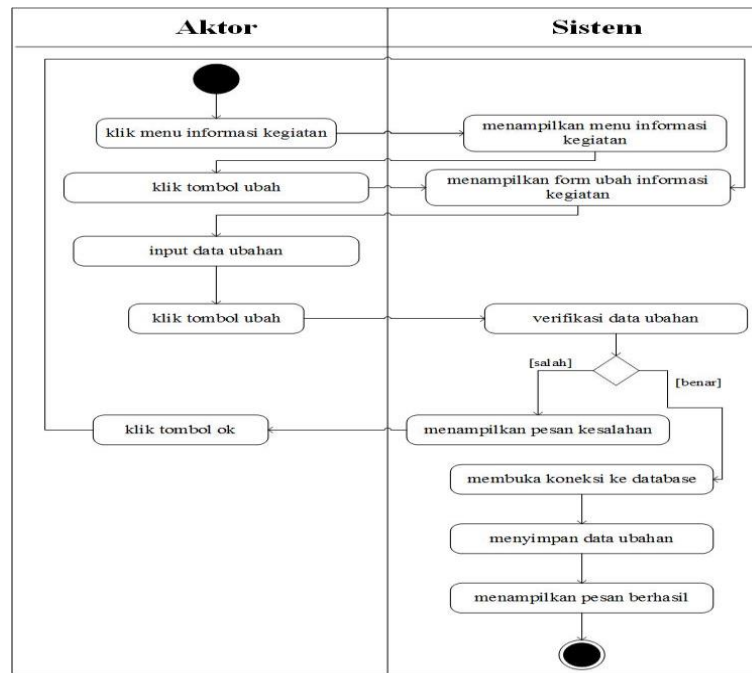 Aktor
Sistem
klik menu informasi kegiatan
menampilkan menu informasi
kegiatan
klik tombol ubah
menampilkan form ubah informasi
kegiatan
input data ubahan
klik tombol ubah
verifikasi data ubahan
[salah]
[benar]
klik tombol ok
menampilkan pesan kesalahan
membuka koneksi ke database
menyimpan data ubahan
menampilkan pesan berhasil